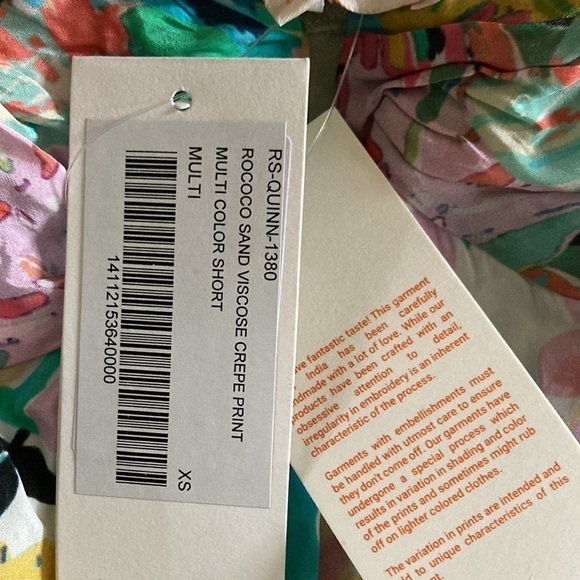 RS-QUINN-1380
ROCOCO SAND VISCOSE CREPE PRINT
MULTI COLOR SHORT
MULTI
XS
14112153640000
fantastic taste! This garment
India has been carefully
made with a lot of love. While our
products have been crafted with an
obsessive attention to detail,
irregularity in embroidery is an inherent
characteristic of the process.
Garments with embellishments must
be handled with utmost care to ensure
they dont come off. Our garments have
undergone a special process which
results in variation in shading and color
of the prints and sometimes might rub
off on lighter colored clothes.
The variation in prints are intended and
to unique characteristics of this